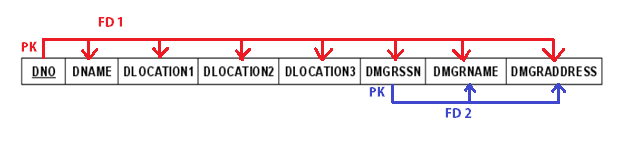 FD 1
PK
DNO DNAME DLOCATION1 DLOCATION2 DLOCATION3 DMGRSSN DMGRNAME DMGRADDRESS
PK
FD 2